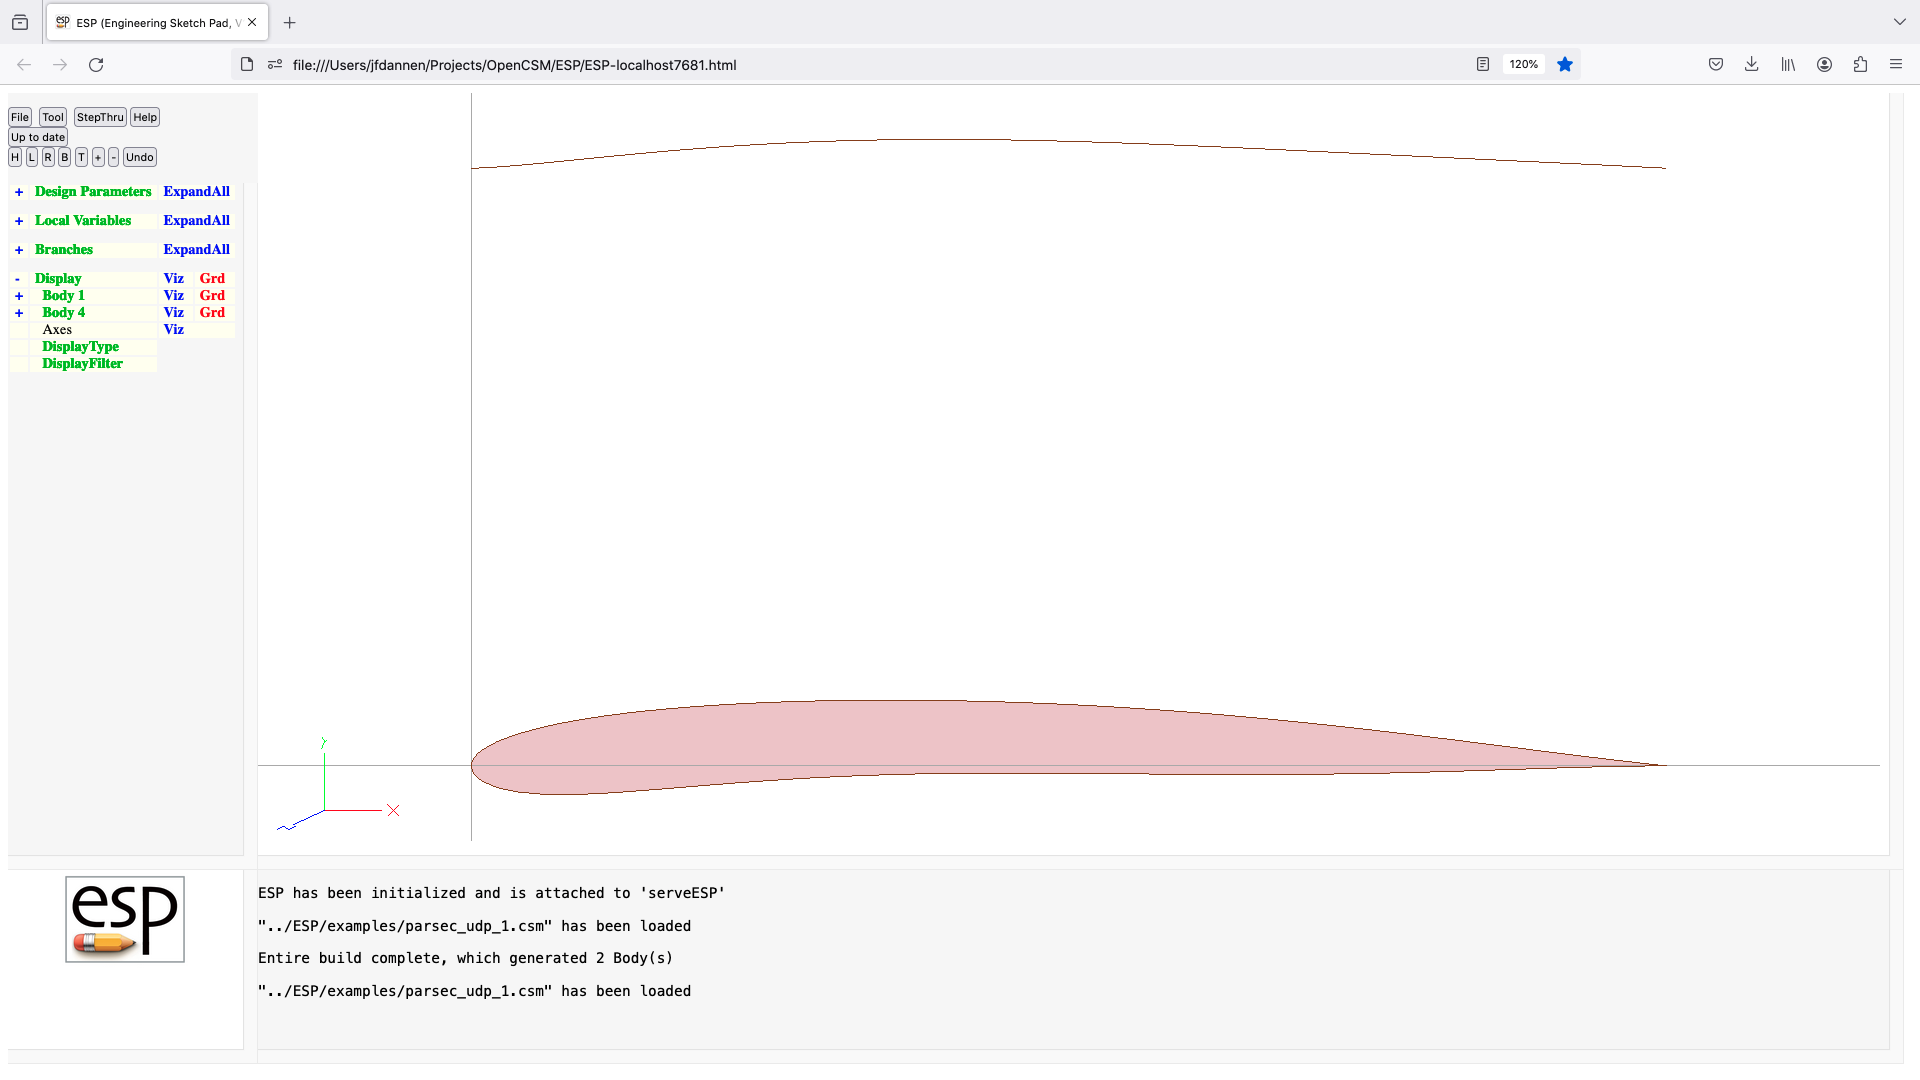 ESP (Engineering Sketch Pad, V
file:///Users/jfdannen/Projects/OpenCSM/ESP/ESP-localhost7681.html
120%
File Tool StepThru Help
Up to date
H L R B T + - Undo
+ Design Parameters ExpandAll
+ Local Variables ExpandAll
+ Branches ExpandAll
- Display Viz Grd
+ Body 1 Viz Grd
+ Body 4 Viz Grd
Axes Viz
DisplayType
DisplayFilter
Y
X
Z
esp
ESP has been initialized and is attached to 'serveESP'
"../ESP/examples/parsec_udp_1.csm" has been loaded
Entire build complete, which generated 2 Body(s)
"../ESP/examples/parsec_udp_1.csm" has been loaded